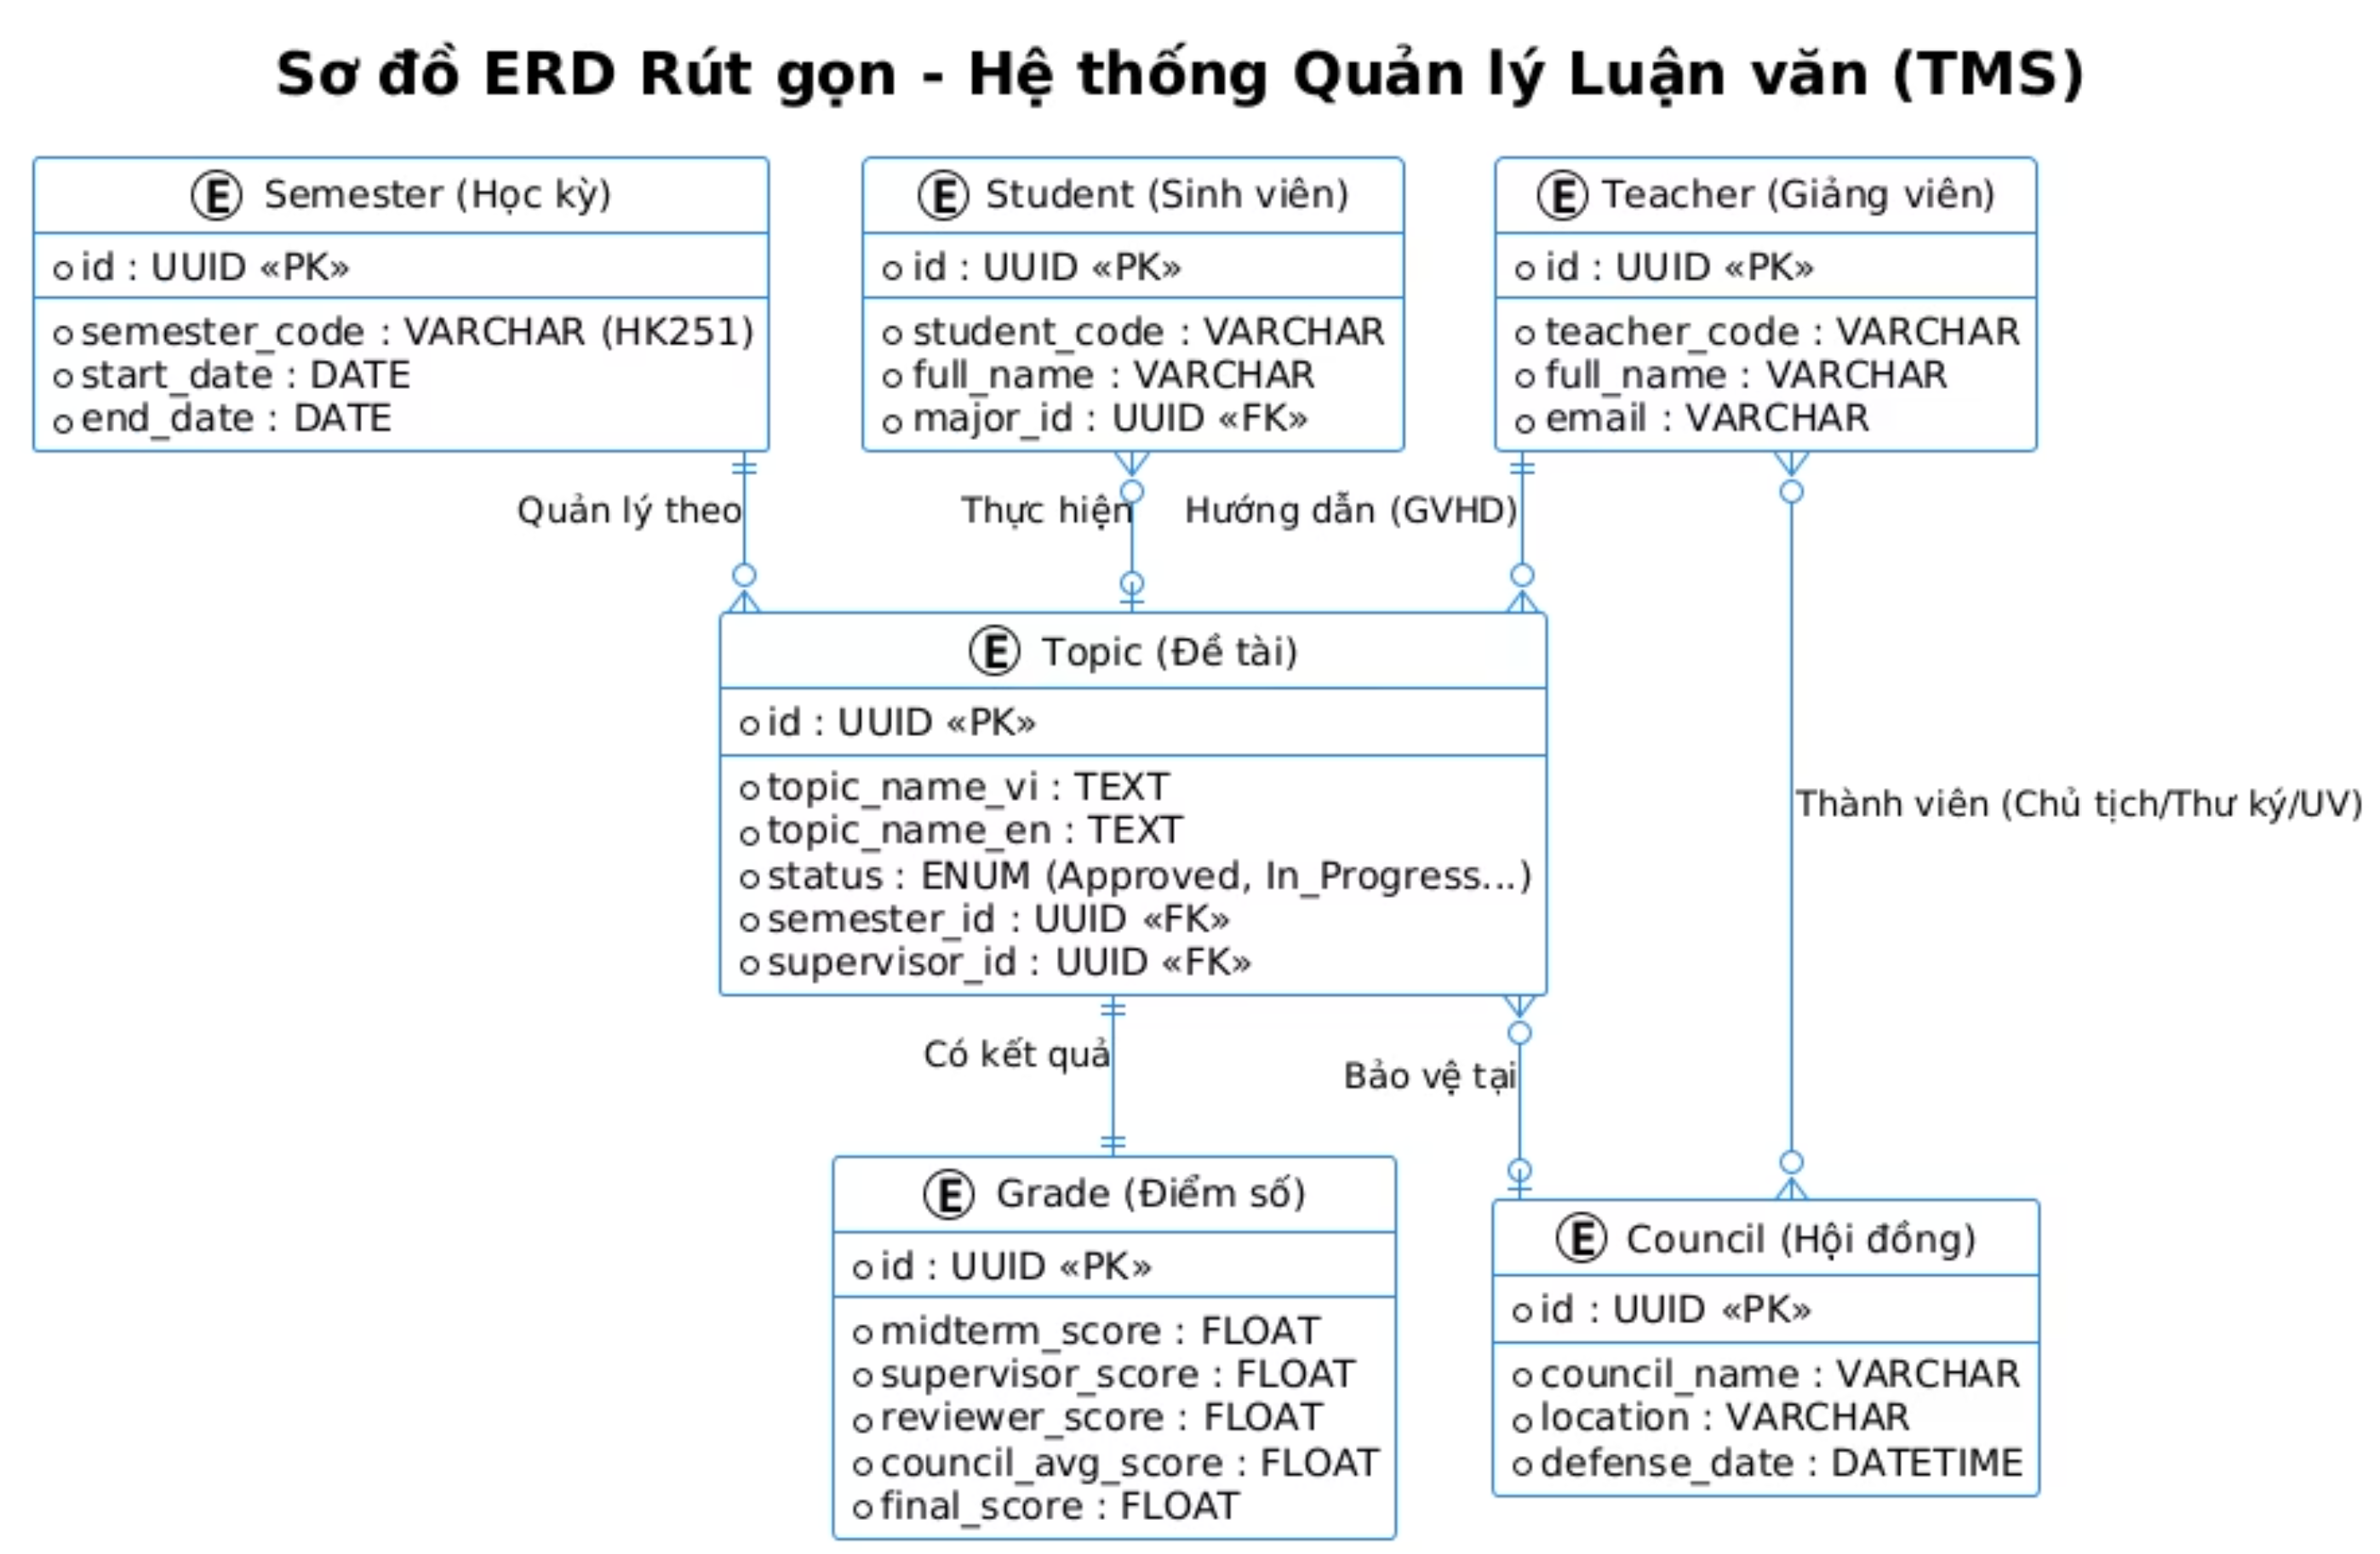 Sơ đồ ERD Rút gọn - Hệ thống Quản lý Luận văn (TMS)
E Semester (Học kỳ)
id : UUID «PK»
semester_code : VARCHAR (HK251)
start_date : DATE
end_date : DATE
E Student (Sinh viên)
id : UUID «PK»
student_code : VARCHAR
full_name : VARCHAR
major_id : UUID «FK»
E Teacher (Giảng viên)
id : UUID «PK»
teacher_code : VARCHAR
full_name : VARCHAR
email : VARCHAR
Quản lý theo
Thực hiện
Hướng dẫn (GVHD)
E Topic (Đề tài)
id : UUID «PK»
topic_name_vi : TEXT
topic_name_en : TEXT
status : ENUM (Approved, In_Progress...)
semester_id : UUID «FK»
supervisor_id : UUID «FK»
Thành viên (Chủ tịch/Thư ký/UV)
Có kết quả
Bảo vệ tại
E Grade (Điểm số)
id : UUID «PK»
midterm_score : FLOAT
supervisor_score : FLOAT
reviewer_score : FLOAT
council_avg_score : FLOAT
final_score : FLOAT
E Council (Hội đồng)
id : UUID «PK»
council_name : VARCHAR
location : VARCHAR
defense_date : DATETIME